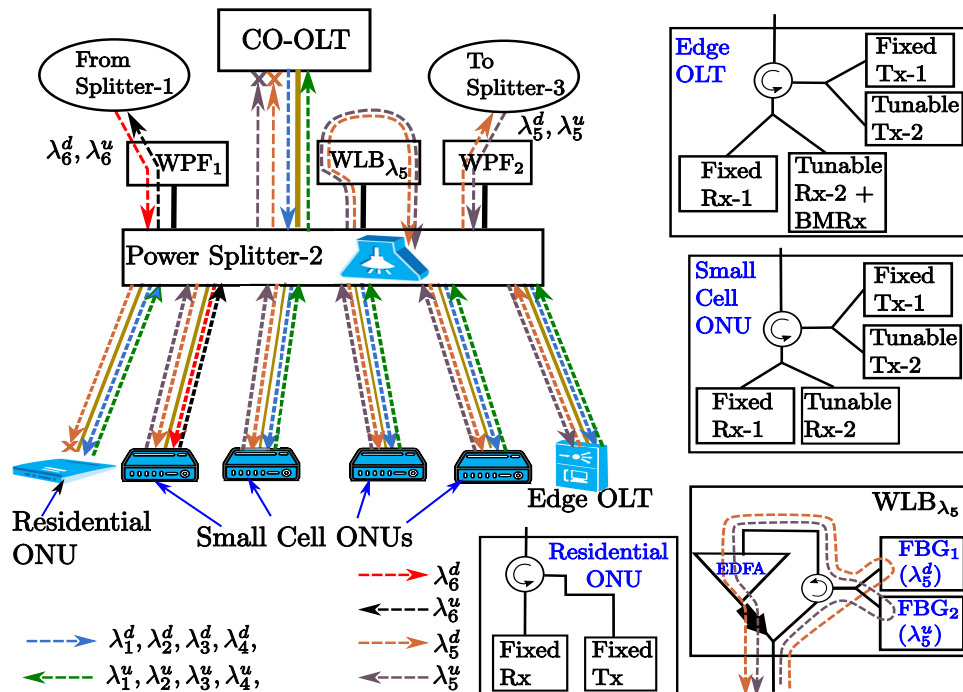 CO-OLT
From
Splitter-1
To
Splitter-3
λ₆ᵈ, λ₆ᵘ
λ₅ᵈ, λ₅ᵘ
WPF₁
WLB_λ₅
WPF₂
Power Splitter-2
Residential
ONU
Small Cell ONUs
Edge OLT
λ₆ᵈ
λ₆ᵘ
λ₁ᵈ, λ₂ᵈ, λ₃ᵈ, λ₄ᵈ,
λ₅ᵈ
λ₁ᵘ, λ₂ᵘ, λ₃ᵘ, λ₄ᵘ,
λ₅ᵘ
Edge
OLT
Fixed
Tx-1
Tunable
Tx-2
Fixed
Rx-1
Tunable
Rx-2 +
BMRx
Small
Cell
ONU
Fixed
Tx-1
Tunable
Tx-2
Fixed
Rx-1
Tunable
Rx-2
Residential
ONU
Fixed
Rx
Fixed
Tx
WLB_λ₅
EDFA
FBG₁
(λ₅ᵈ)
FBG₂
(λ₅ᵘ)